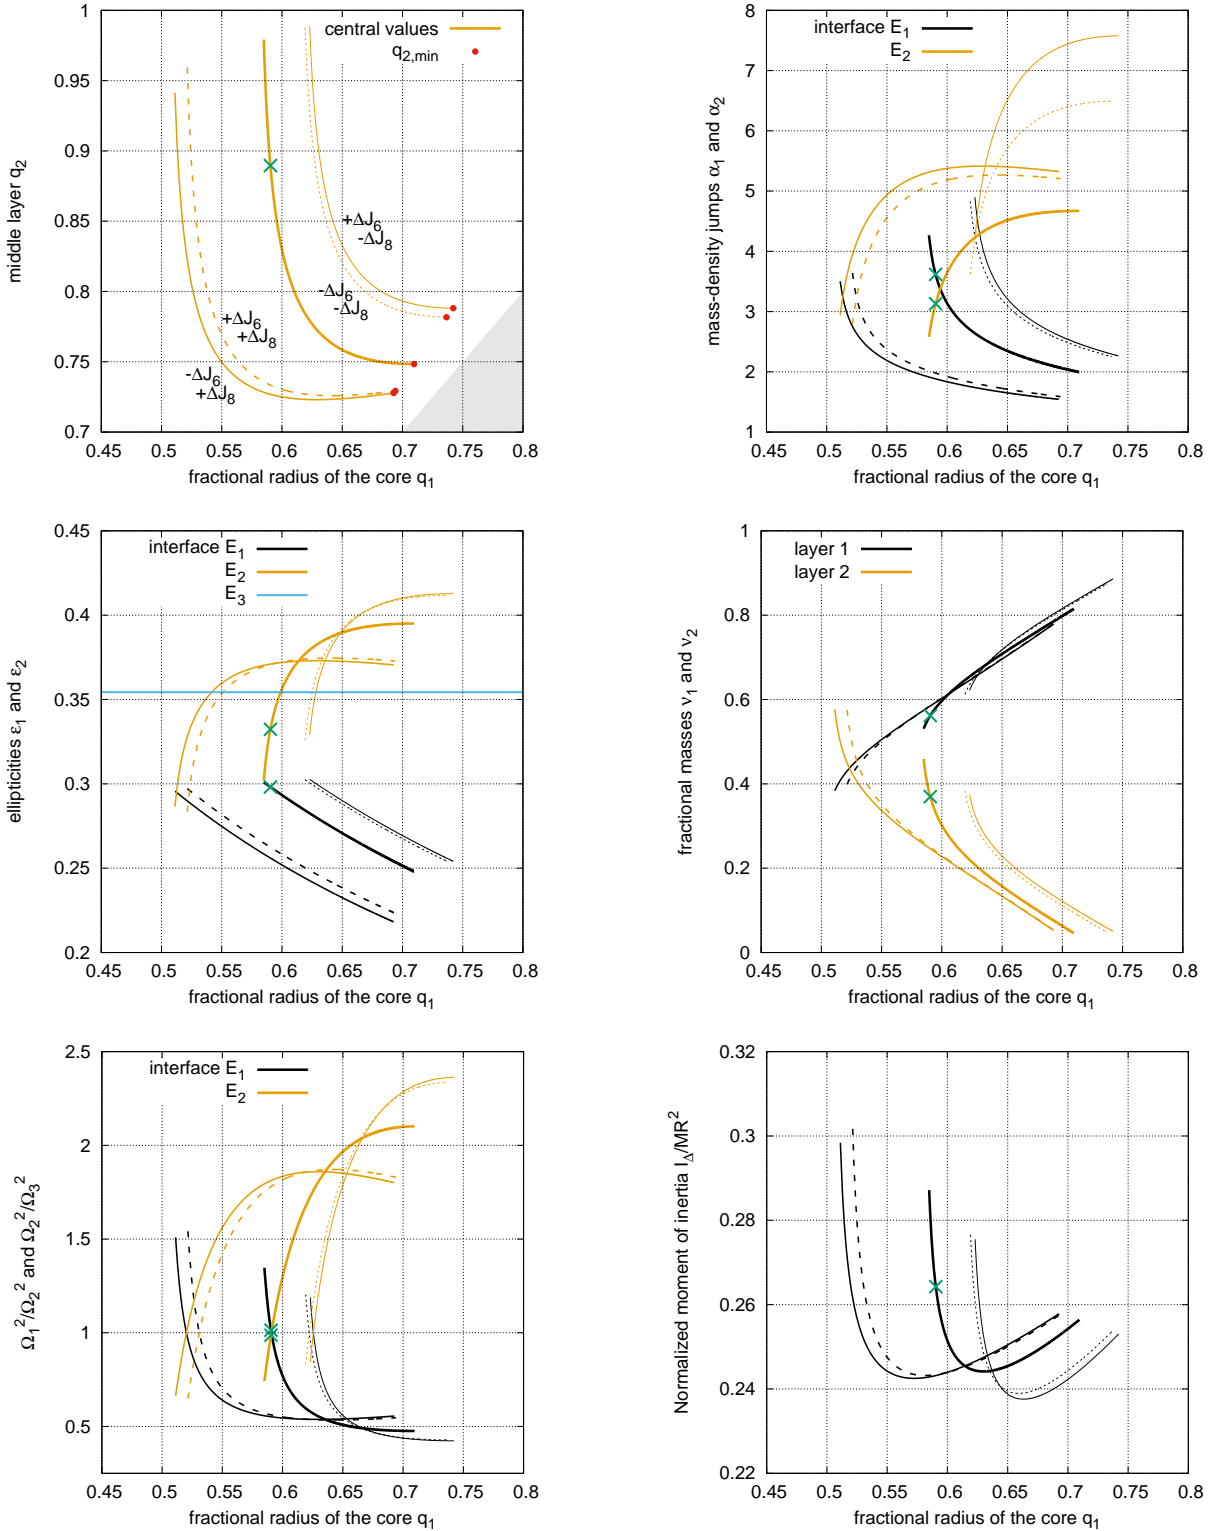 1
0.95
0.9
0.85
0.8
0.75
0.7
0.45 0.5 0.55 0.6 0.65 0.7 0.75 0.8
middle layer q2
fractional radius of the core q1
central values
q2,min
+ΔJ6
-ΔJ8
-ΔJ6
-ΔJ8
+ΔJ6
+ΔJ8
-ΔJ6
+ΔJ8
8
7
6
5
4
3
2
1
0.45 0.5 0.55 0.6 0.65 0.7 0.75 0.8
mass-density jumps α1 and α2
fractional radius of the core q1
interface E1
E2
0.45
0.4
0.35
0.3
0.25
0.2
0.45 0.5 0.55 0.6 0.65 0.7 0.75 0.8
ellipticities ε1 and ε2
fractional radius of the core q1
interface E1
E2
E3
1
0.8
0.6
0.4
0.2
0
0.45 0.5 0.55 0.6 0.65 0.7 0.75 0.8
fractional masses ν1 and ν2
fractional radius of the core q1
layer 1
layer 2
2.5
2
1.5
1
0.5
0.45 0.5 0.55 0.6 0.65 0.7 0.75 0.8
Ω1²/Ω2² and Ω2²/Ω3²
fractional radius of the core q1
interface E1
E2
0.32
0.3
0.28
0.26
0.24
0.22
0.45 0.5 0.55 0.6 0.65 0.7 0.75 0.8
Normalized moment of inertia IΔ/MR²
fractional radius of the core q1